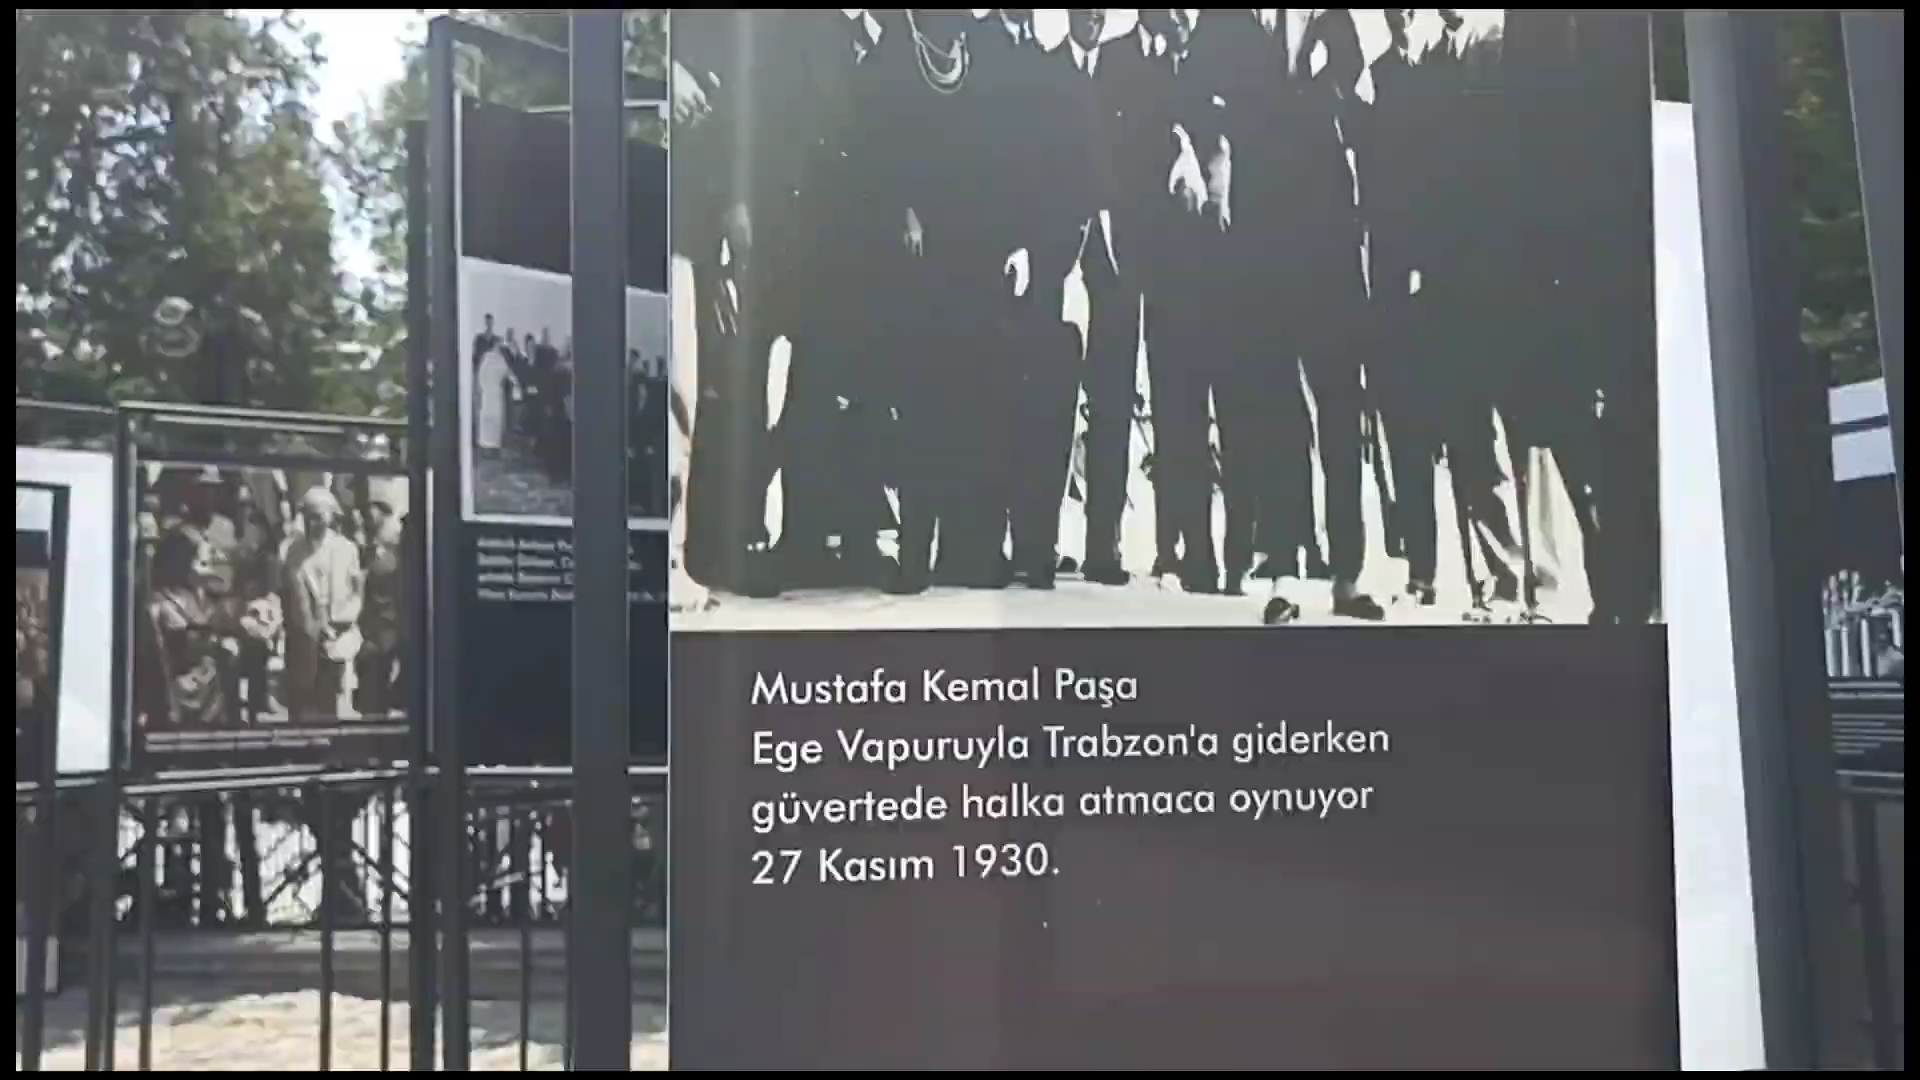 Mustafa Kemal Paşa
Ege Vapuruyla Trabzon'a giderken
güvertede halka atmaca oynuyor
27 Kasım 1930.